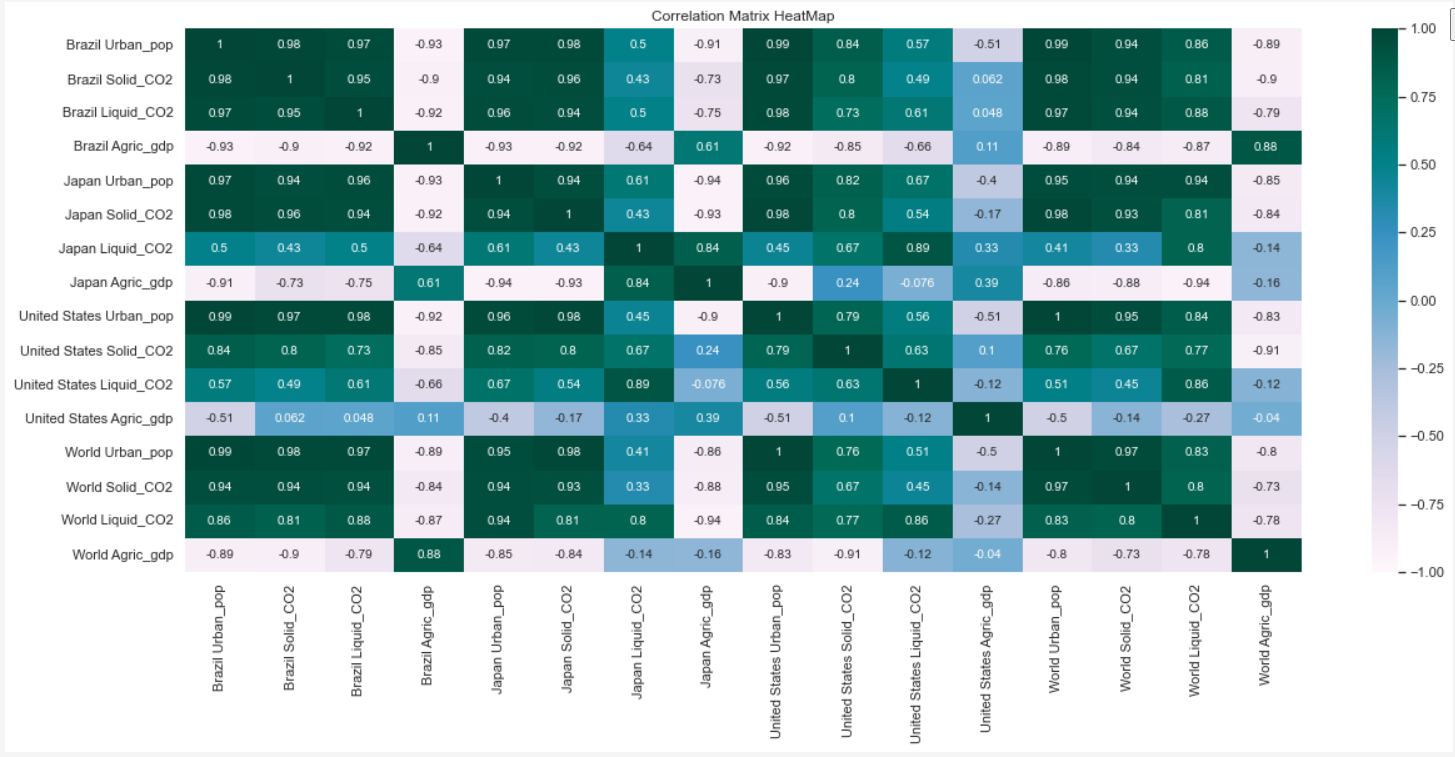 Correlation Matrix HeatMap
Brazil Urban_pop 1 0.98 0.97 -0.93 0.97 0.98 0.5 -0.91 0.99 0.84 0.57 -0.51 0.99 0.94 0.86 -0.89
Brazil Solid_CO2 0.98 1 0.95 -0.9 0.94 0.96 0.43 -0.73 0.97 0.8 0.49 0.062 0.98 0.94 0.81 -0.9
Brazil Liquid_CO2 0.97 0.95 1 -0.92 0.96 0.94 0.5 -0.75 0.98 0.73 0.61 0.048 0.97 0.94 0.88 -0.79
Brazil Agric_gdp -0.93 -0.9 -0.92 1 -0.93 -0.92 -0.64 0.61 -0.92 -0.85 -0.66 0.11 -0.89 -0.84 -0.87 0.88
Japan Urban_pop 0.97 0.94 0.96 -0.93 1 0.94 0.61 -0.94 0.96 0.82 0.67 -0.4 0.95 0.94 0.94 -0.85
Japan Solid_CO2 0.98 0.96 0.94 -0.92 0.94 1 0.43 -0.93 0.98 0.8 0.54 -0.17 0.98 0.93 0.81 -0.84
Japan Liquid_CO2 0.5 0.43 0.5 -0.64 0.61 0.43 1 0.84 0.45 0.67 0.89 0.33 0.41 0.33 0.8 -0.14
Japan Agric_gdp -0.91 -0.73 -0.75 0.61 -0.94 -0.93 0.84 1 -0.9 0.24 -0.076 0.39 -0.86 -0.88 -0.94 -0.16
United States Urban_pop 0.99 0.97 0.98 -0.92 0.96 0.98 0.45 -0.9 1 0.79 0.56 -0.51 1 0.95 0.84 -0.83
United States Solid_CO2 0.84 0.8 0.73 -0.85 0.82 0.8 0.67 0.24 0.79 1 0.63 0.1 0.76 0.67 0.77 -0.91
United States Liquid_CO2 0.57 0.49 0.61 -0.66 0.67 0.54 0.89 -0.076 0.56 0.63 1 -0.12 0.51 0.45 0.86 -0.12
United States Agric_gdp -0.51 0.062 0.048 0.11 -0.4 -0.17 0.33 0.39 -0.51 0.1 -0.12 1 -0.5 -0.14 -0.27 -0.04
World Urban_pop 0.99 0.98 0.97 -0.89 0.95 0.98 0.41 -0.86 1 0.76 0.51 -0.5 1 0.97 0.83 -0.8
World Solid_CO2 0.94 0.94 0.94 -0.84 0.94 0.93 0.33 -0.88 0.95 0.67 0.45 -0.14 0.97 1 0.8 -0.73
World Liquid_CO2 0.86 0.81 0.88 -0.87 0.94 0.81 0.8 -0.94 0.84 0.77 0.86 -0.27 0.83 0.8 1 -0.78
World Agric_gdp -0.89 -0.9 -0.79 0.88 -0.85 -0.84 -0.14 -0.16 -0.83 -0.91 -0.12 -0.04 -0.8 -0.73 -0.78 1
Brazil Urban_pop
Brazil Solid_CO2
Brazil Liquid_CO2
Brazil Agric_gdp
Japan Urban_pop
Japan Solid_CO2
Japan Liquid_CO2
Japan Agric_gdp
United States Urban_pop
United States Solid_CO2
United States Liquid_CO2
United States Agric_gdp
World Urban_pop
World Solid_CO2
World Liquid_CO2
World Agric_gdp
1.00
0.75
0.50
0.25
0.00
−0.25
−0.50
−0.75
−1.00